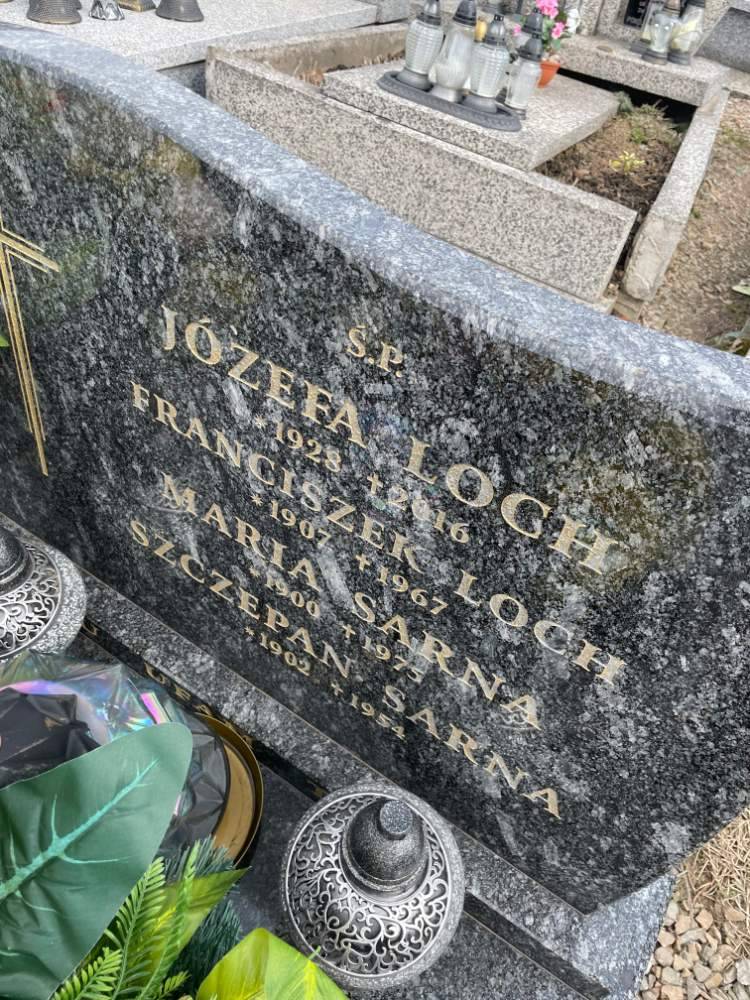 Ś.P.
JÓZEFA LOCH
*1928 †2016
FRANCISZEK LOCH
*1907 †1967
MARIA SARNA
*1900 †1975
SZCZEPAN SARNA
*1902 †1954